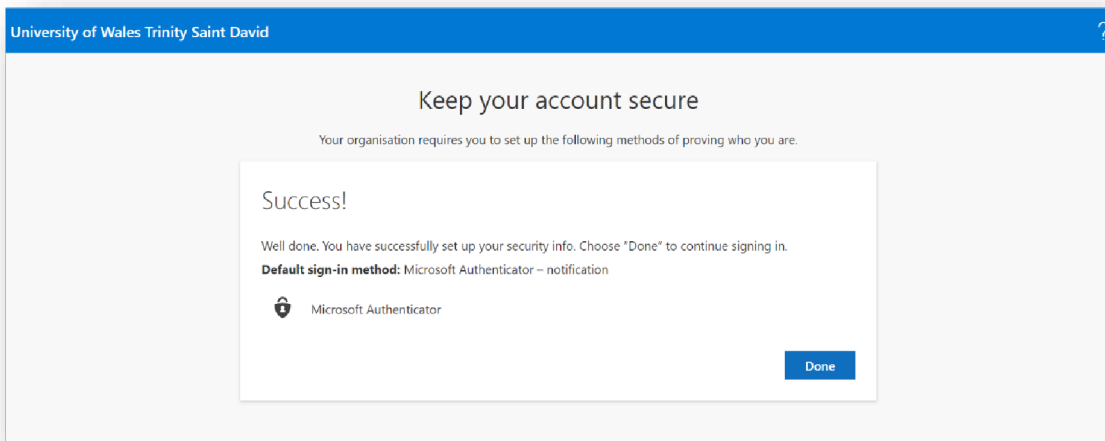 University of Wales Trinity Saint David
?
Keep your account secure
Your organisation requires you to set up the following methods of proving who you are.
Success!
Well done. You have successfully set up your security info. Choose "Done" to continue signing in.
Default sign-in method: Microsoft Authenticator – notification
Microsoft Authenticator
Done